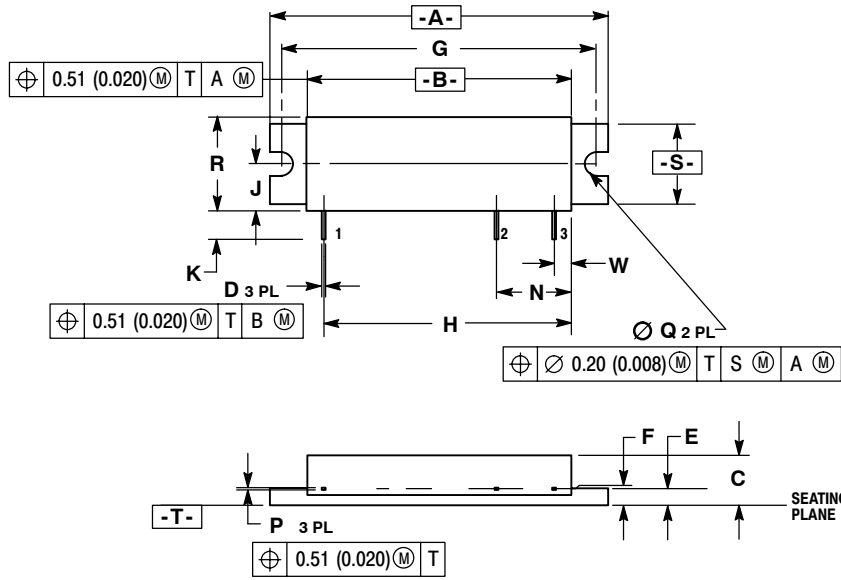 -A-
G
⌖ 0.51 (0.020) Ⓜ T A Ⓜ
-B-
R
J
-S-
1
2
3
K
W
D 3 PL
N
⌖ 0.51 (0.020) Ⓜ T B Ⓜ
H
∅ Q 2 PL
⌖ ∅ 0.20 (0.008) Ⓜ T S Ⓜ A Ⓜ
F
E
C
-T-
SEATING
PLANE
P 3 PL
⌖ 0.51 (0.020) Ⓜ T